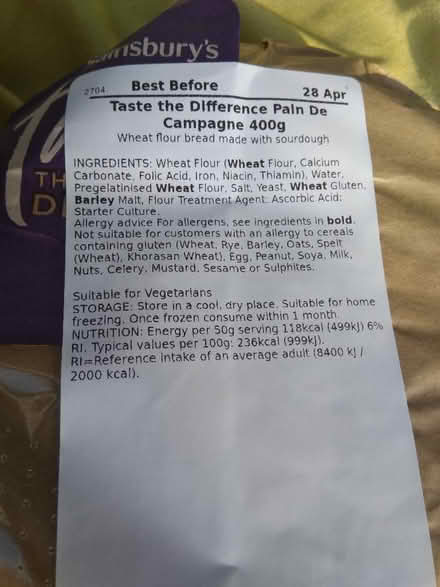 Sainsbury's
TH
DI
Best Before
2704
28 Apr
Taste the Difference Pain De
Campagne 400g
Wheat flour bread made with sourdough
INGREDIENTS: Wheat Flour (Wheat Flour, Calcium
Carbonate, Folic Acid, Iron, Niacin, Thiamin), Water,
Pregelatinised Wheat Flour, Salt, Yeast, Wheat Gluten,
Barley Malt, Flour Treatment Agent: Ascorbic Acid;
Starter Culture.
Allergy advice For allergens, see ingredients in bold.
Not suitable for customers with an allergy to cereals
containing gluten (Wheat, Rye, Barley, Oats, Spelt
(Wheat), Khorasan Wheat), Egg, Peanut, Soya, Milk,
Nuts, Celery, Mustard, Sesame or Sulphites.
Suitable for Vegetarians
STORAGE: Store in a cool, dry place. Suitable for home
freezing. Once frozen consume within 1 month.
NUTRITION: Energy per 50g serving 118kcal (499kJ) 6%
RI. Typical values per 100g: 236kcal (999kJ).
RI=Reference intake of an average adult (8400 kJ /
2000 kcal).